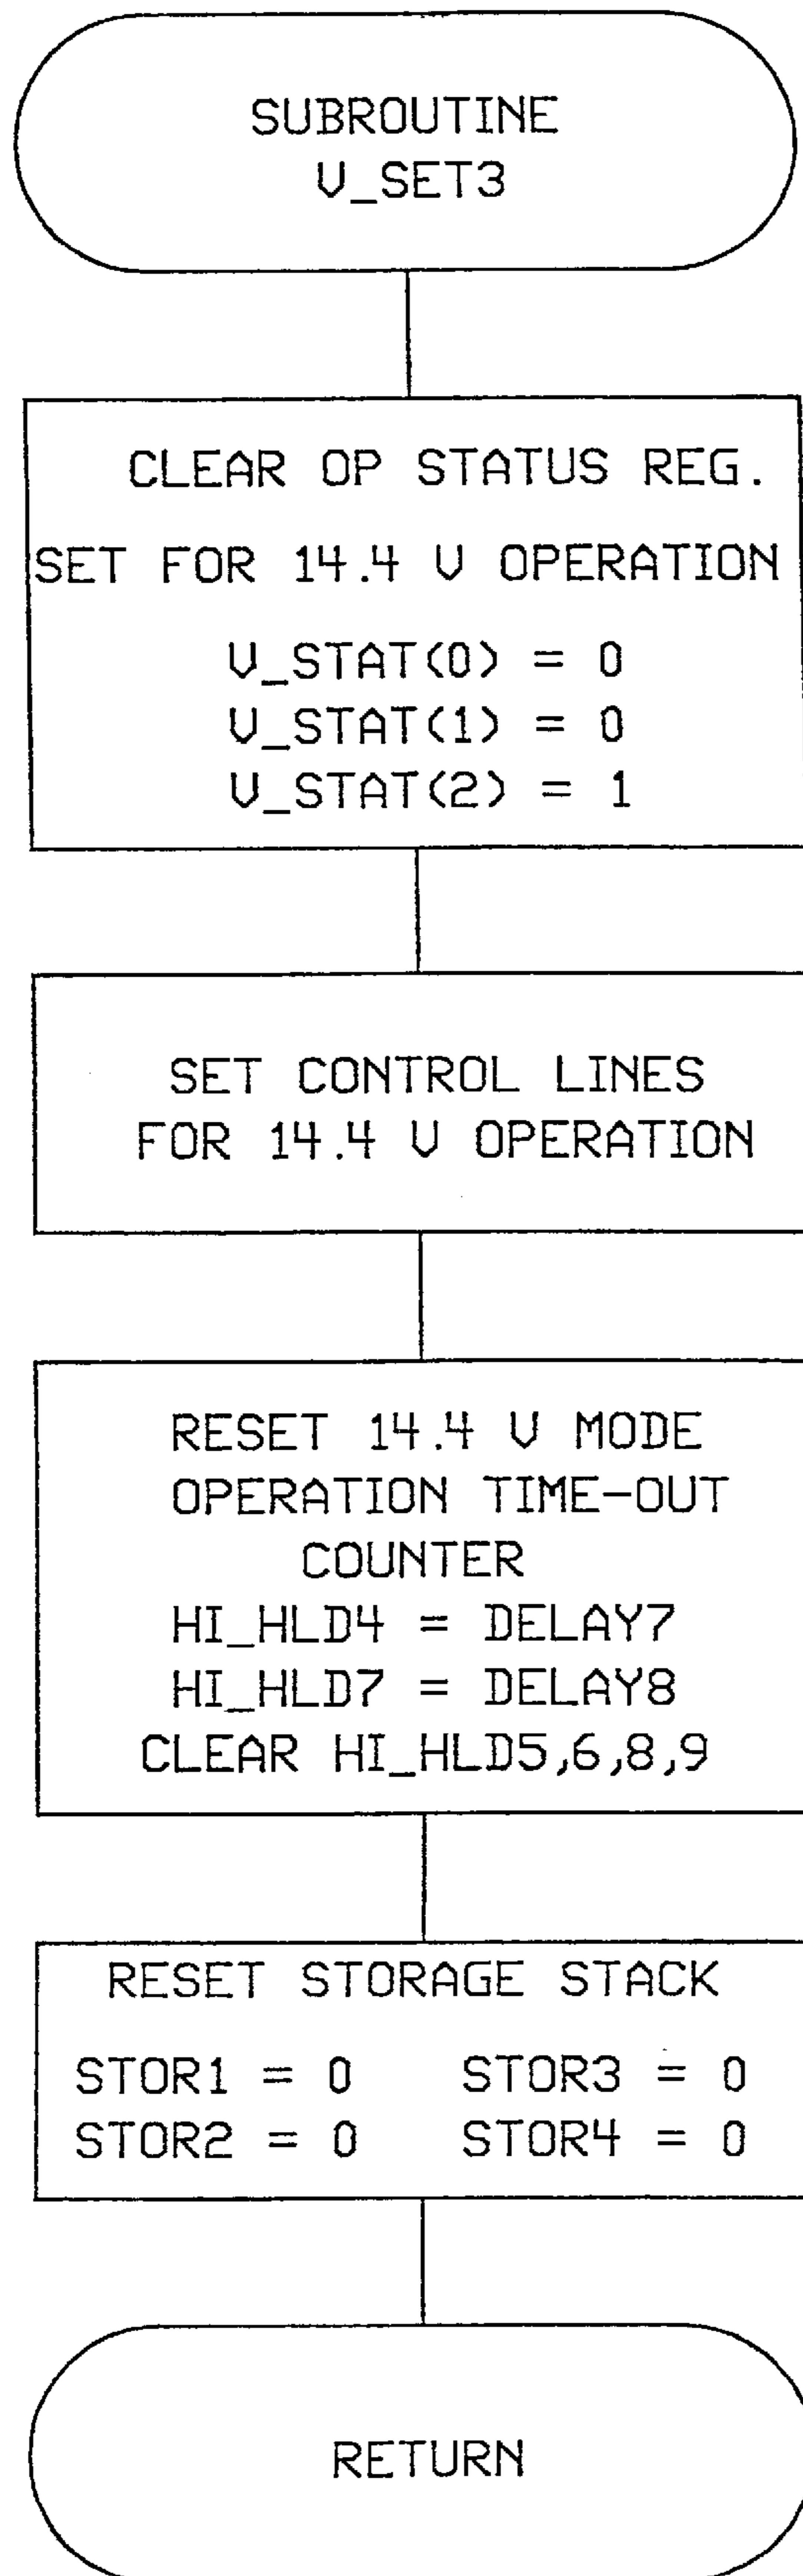 SUBROUTINE
V_SET3
CLEAR OP STATUS REG.
SET FOR 14.4 V OPERATION
V_STAT(0) = 0
V_STAT(1) = 0
V_STAT(2) = 1
SET CONTROL LINES
FOR 14.4 V OPERATION
RESET 14.4 V MODE
OPERATION TIME-OUT
COUNTER
HI_HLD4 = DELAY7
HI_HLD7 = DELAY8
CLEAR HI_HLD5,6,8,9
RESET STORAGE STACK
STOR1 = 0 STOR3 = 0
STOR2 = 0 STOR4 = 0
RETURN